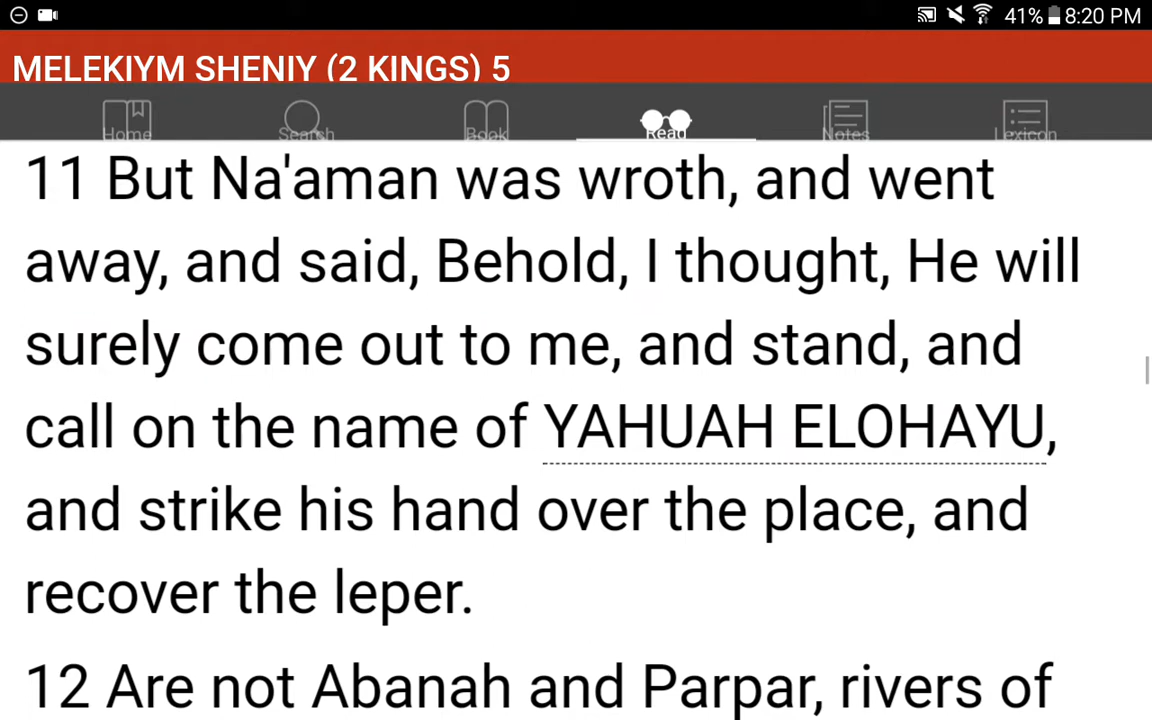 41% 8:20 PM
MELEKIYM SHENIY (2 KINGS) 5
Home Search Book Read Notes Lexicon
11 But Na'aman was wroth, and went
away, and said, Behold, I thought, He will
surely come out to me, and stand, and
call on the name of YAHUAH ELOHAYU,
and strike his hand over the place, and
recover the leper.
12 Are not Abanah and Parpar, rivers of